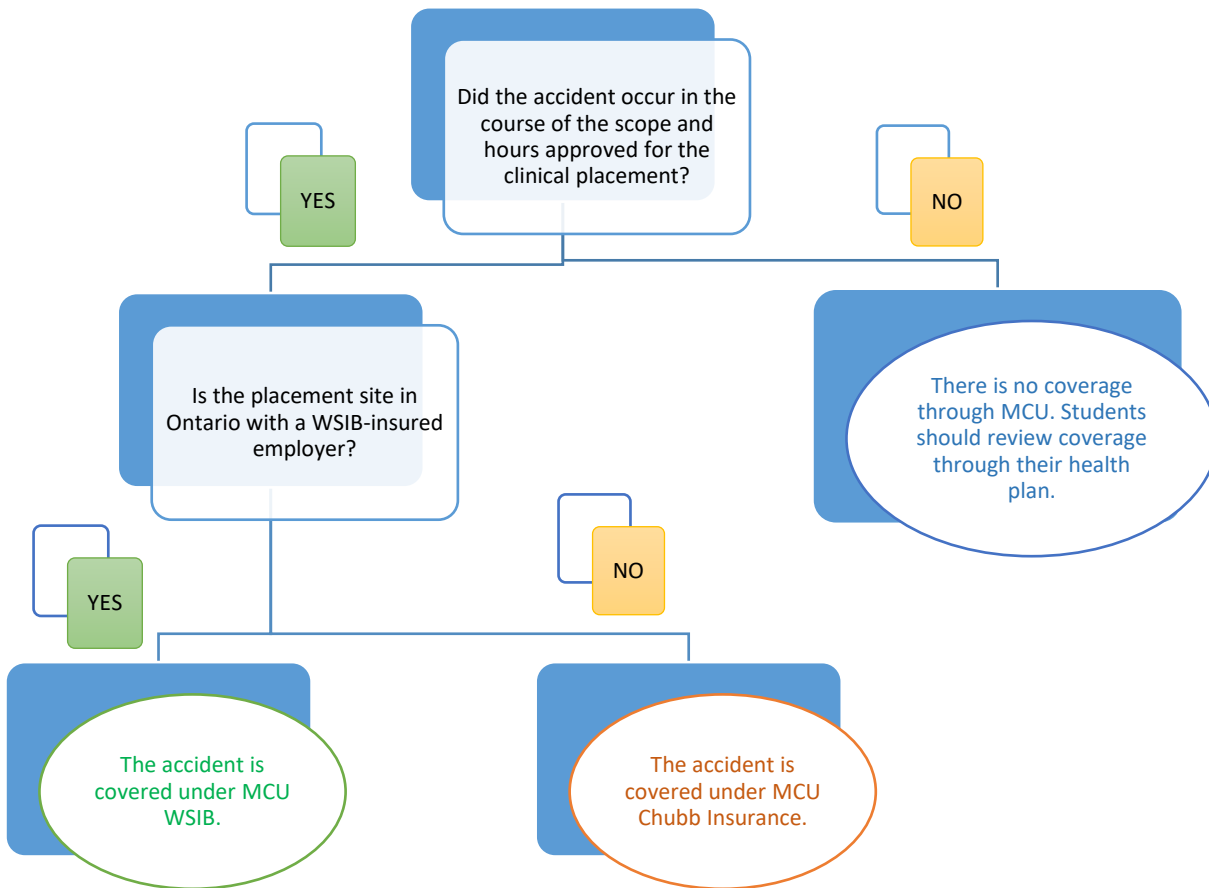 Did the accident occur in the
course of the scope and
hours approved for the
clinical placement?
YES
NO
Is the placement site in
Ontario with a WSIB-insured
employer?
There is no coverage
through MCU. Students
should review coverage
through their health
plan.
YES
NO
The accident is
covered under MCU
WSIB.
The accident is
covered under MCU
Chubb Insurance.